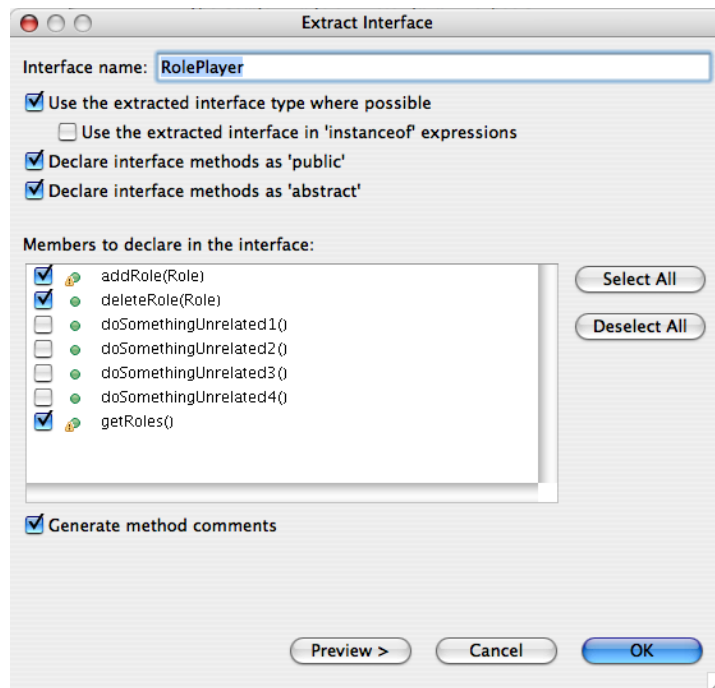 Extract Interface
Interface name: RolePlayer
Use the extracted interface type where possible
Use the extracted interface in 'instanceof' expressions
Declare interface methods as 'public'
Declare interface methods as 'abstract'
Members to declare in the interface:
addRole(Role)
Select All
deleteRole(Role)
doSomethingUnrelated1()
Deselect All
doSomethingUnrelated2()
doSomethingUnrelated3()
doSomethingUnrelated4()
getRoles()
Generate method comments
Preview > Cancel OK